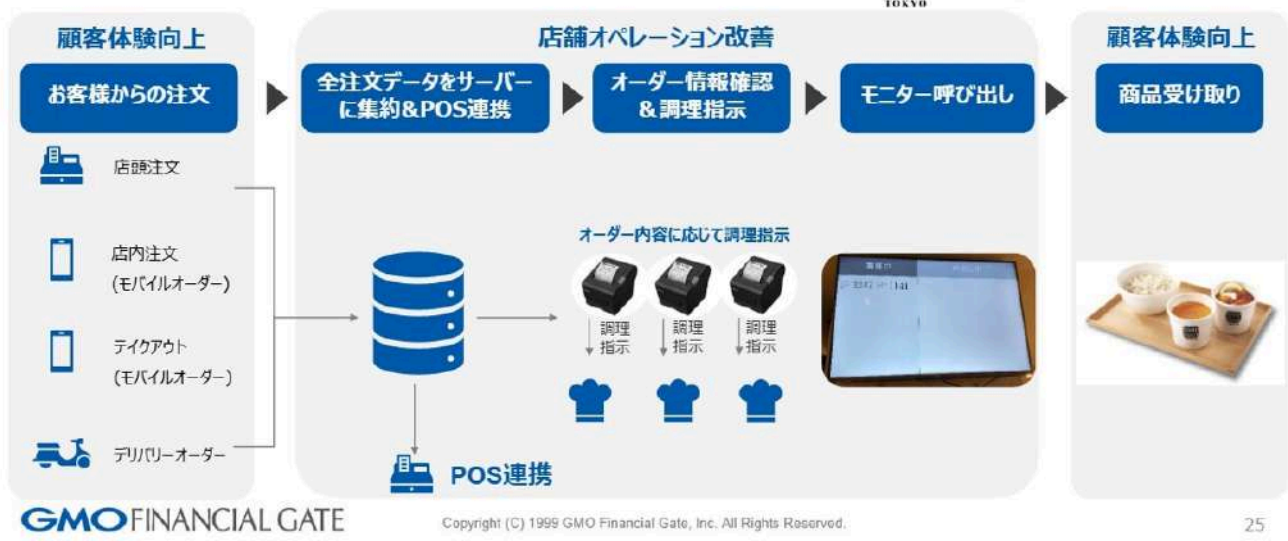 TOKYO
顧客体験向上
店舗オペレーション改善
顧客体験向上
お客様からの注文
全注文データをサーバー
に集約&POS連携
オーダー情報確認
&調理指示
モニター呼び出し
商品受け取り
店頭注文
店内注文
(モバイルオーダー)
テイクアウト
(モバイルオーダー)
デリバリーオーダー
オーダー内容に応じて調理指示
調理
指示
調理
指示
調理
指示
POS連携
GMO FINANCIAL GATE
Copyright (C) 1999 GMO Financial Gate, Inc. All Rights Reserved.
25